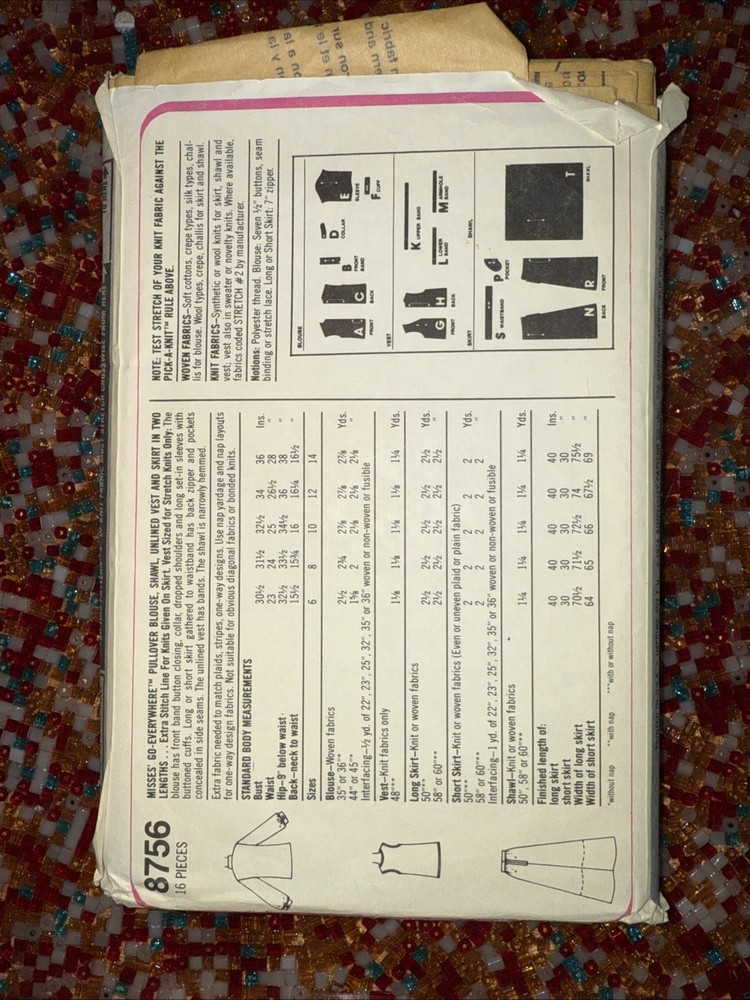 8756
16 PIECES
MISSES' GO-EVERYWHERE™ PULLOVER BLOUSE, SHAWL, UNLINED VEST AND SKIRT IN TWO
LENGTHS . . . Extra Stitch Line For Knits Given On Skirt. Vest Sized for Stretch Knits Only: The
blouse has front band button closing, collar, dropped shoulders and long set-in sleeves with
buttoned cuffs. Long or short skirt gathered to waistband has back zipper and pockets
concealed in side seams. The unlined vest has bands. The shawl is narrowly hemmed.
Extra fabric needed to match plaids, stripes, one-way designs. Use nap yardage and nap layouts
for one-way design fabrics. Not suitable for obvious diagonal fabrics or bonded knits.
STANDARD BODY MEASUREMENTS
Bust 30½ 31½ 32½ 34 36 Ins.
Waist 23 24 25 26½ 28 "
Hip-9" below waist 32½ 33½ 34½ 36 38 "
Back-neck to waist 15½ 15¾ 16 16¼ 16½ "
Sizes 6 8 10 12 14
Blouse-Woven fabrics
35" or 36"** 2½ 2¾ 2⅞ 2⅞ 2⅞ Yds.
44" or 45"** 1⅝ 2 2⅛ 2⅛ 2⅛ "
Interfacing-½ yd. of 22", 23", 25", 32", 35" or 36" woven or non-woven or fusible
Vest-Knit fabrics only
48"*** 1⅛ 1⅛ 1⅛ 1⅛ 1¼ Yds.
Long Skirt-Knit or woven fabrics
50"*** 2½ 2½ 2½ 2½ 2½ Yds.
58" or 60"*** 2½ 2½ 2½ 2½ 2½ "
Short Skirt-Knit or woven fabrics (Even or uneven plaid or plain fabric)
50"*** 2 2 2 2 2 Yds.
58" or 60"*** 2 2 2 2 2 "
Interfacing-1 yd. of 22", 23", 25", 32", 35" or 36" woven or non-woven or fusible
Shawl-Knit or woven fabrics
50", 58" or 60"*** 1¼ 1¼ 1¼ 1¼ 1¼ Yds.
Finished length of:
long skirt 40 40 40 40 40 Ins.
short skirt 30 30 30 30 30 "
Width of long skirt 70½ 71½ 72½ 74 75½ "
Width of short skirt 64 65 66 67½ 69 "
*without nap **with nap ***with or without nap
NOTE: TEST STRETCH OF YOUR KNIT FABRIC AGAINST THE
PICK-A-KNIT™ RULE ABOVE.
WOVEN FABRICS-Soft cottons, crepe types, silk types, chal-
lis for blouse. Wool types, crepe, challis for skirt and shawl.
KNIT FABRICS-Synthetic or wool knits for skirt, shawl and
vest; vest also in sweater or novelty knits. Where available,
fabrics coded STRETCH #2 by manufacturer.
Notions: Polyester thread. Blouse: Seven ½" buttons, seam
binding or stretch lace. Long or Short Skirt: 7" zipper.
BLOUSE
A
FRONT
C
BACK
B
FRONT BAND
D
COLLAR
E
SLEEVE
F
CUFF
VEST
G
FRONT
H
BACK
K UPPER BAND
L LOWER BAND
M ARMHOLE BAND
SKIRT
S WAISTBAND
P
POCKET
N
BACK
R
FRONT
SHAWL
T
SHAWL